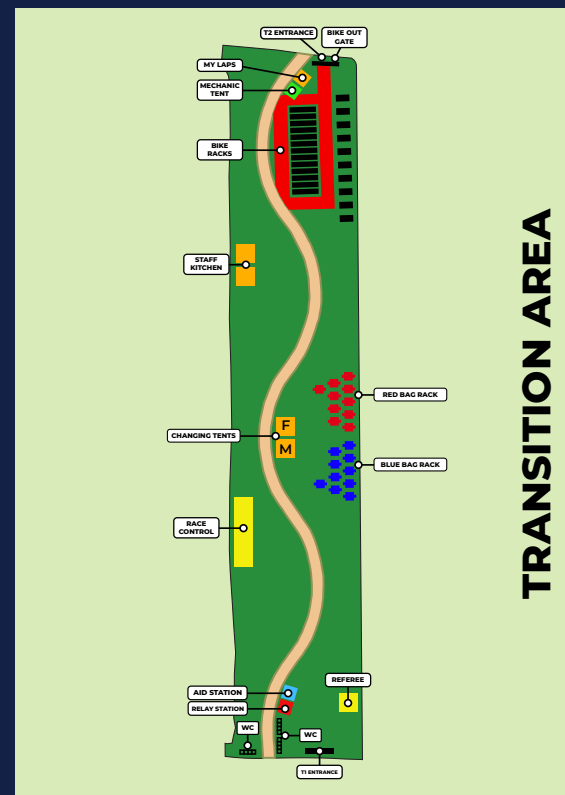 T2 ENTRANCE
BIKE OUT
GATE
MY LAPS
MECHANIC
TENT
BIKE
RACKS
STAFF
KITCHEN
RED BAG RACK
F
CHANGING TENTS
M
BLUE BAG RACK
RACE
CONTROL
TRANSITION AREA
REFEREE
AID STATION
RELAY STATION
WC
WC
T1 ENTRANCE